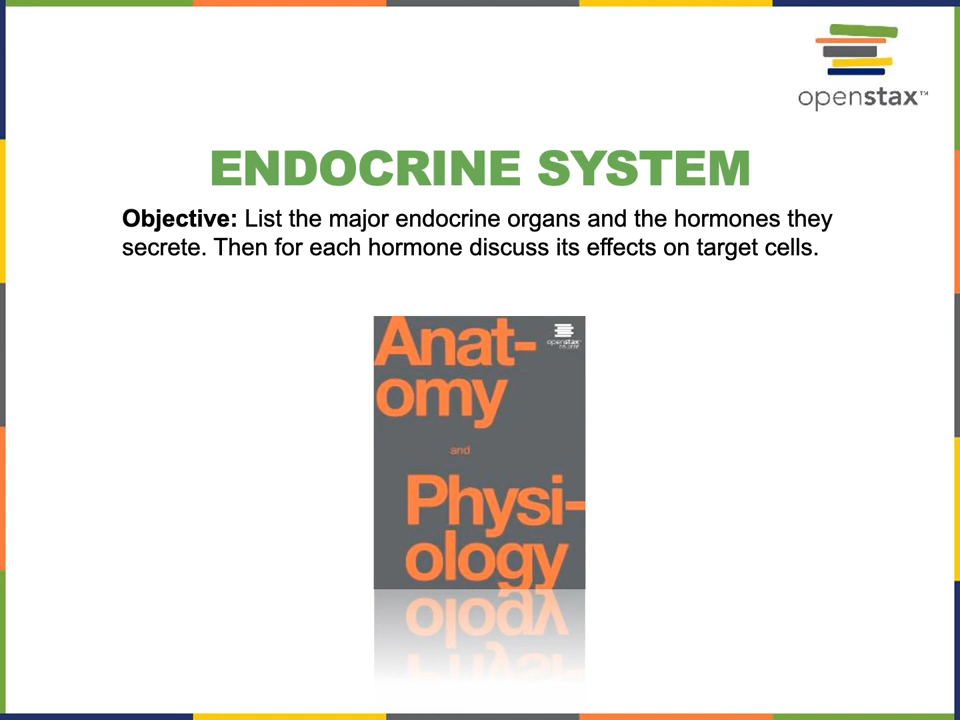 openstax™
ENDOCRINE SYSTEM
Objective: List the major endocrine organs and the hormones they
secrete. Then for each hormone discuss its effects on target cells.
Anat-
openstax
omy
and
Physi-
ology